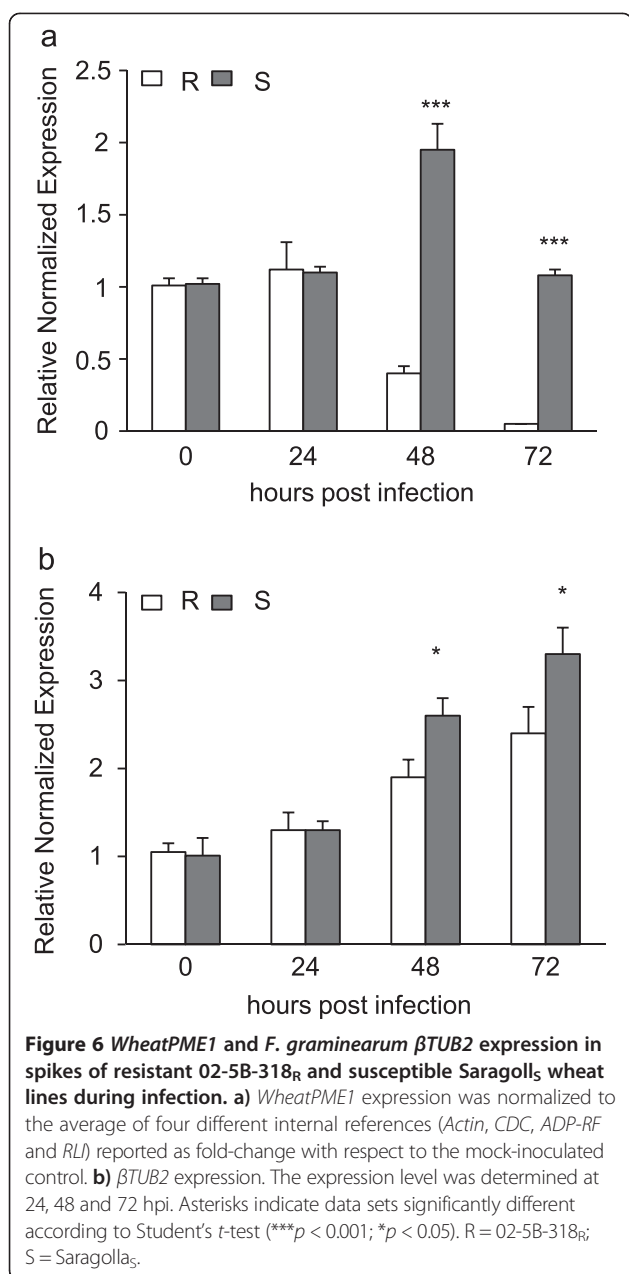 a
2.5
R S
***
2
1.5
***
1
0.5
0
Relative Normalized Expression
0 24 48 72
hours post infection
b
4
R S
*
*
3
2
1
0
Relative Normalized Expression
0 24 48 72
hours post infection
Figure 6 WheatPME1 and F. graminearum βTUB2 expression in
spikes of resistant 02-5B-318R and susceptible SaragollS wheat
lines during infection. a) WheatPME1 expression was normalized to
the average of four different internal references (Actin, CDC, ADP-RF
and RLI) reported as fold-change with respect to the mock-inoculated
control. b) βTUB2 expression. The expression level was determined at
24, 48 and 72 hpi. Asterisks indicate data sets significantly different
according to Student’s t-test (***p < 0.001; *p < 0.05). R = 02-5B-318R;
S = SaragollaS.